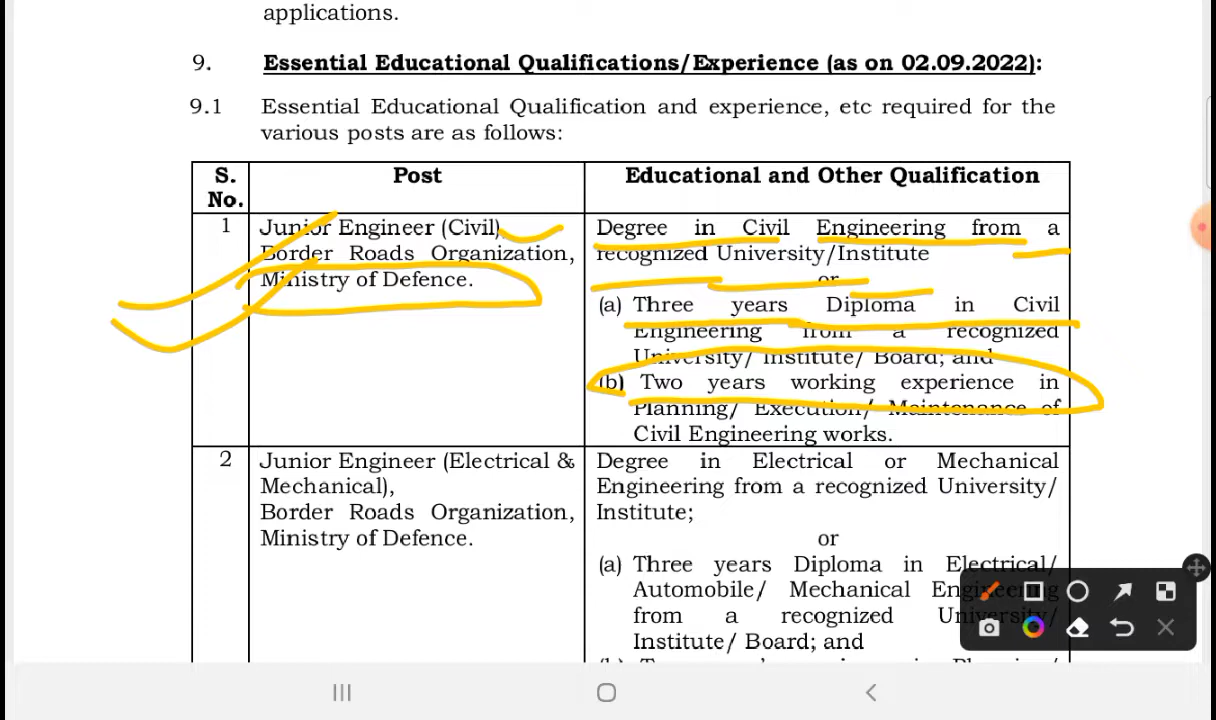 applications.
9. Essential Educational Qualifications/Experience (as on 02.09.2022):
9.1 Essential Educational Qualification and experience, etc required for the
various posts are as follows:
S. No.
Post
Educational and Other Qualification
1
Junior Engineer (Civil),
Border Roads Organization,
Ministry of Defence.
Degree in Civil Engineering from a
recognized University/Institute
or
(a) Three years Diploma in Civil
Engineering from a recognized
University/ Institute/ Board; and
(b) Two years working experience in
Planning/ Execution/ Maintenance of
Civil Engineering works.
2
Junior Engineer (Electrical &
Mechanical),
Border Roads Organization,
Ministry of Defence.
Degree in Electrical or Mechanical
Engineering from a recognized University/
Institute;
or
(a) Three years Diploma in Electrical/
Automobile/ Mechanical Engineering
from a recognized University/
Institute/ Board; and